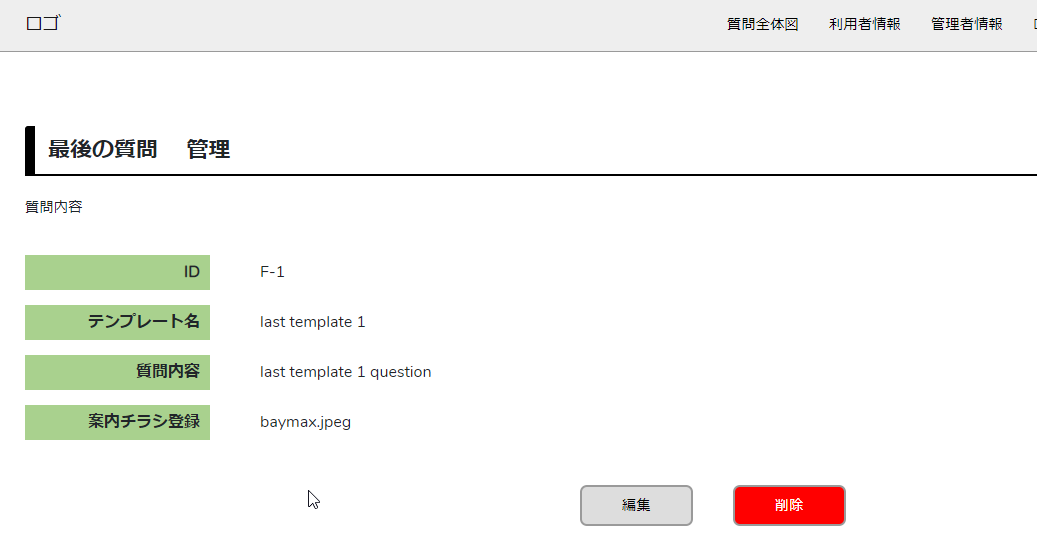 ロゴ 質問全体図 利用者情報 管理者情報
最後の質問 管理
質問内容
ID F-1
テンプレート名 last template 1
質問内容 last template 1 question
案内チラシ登録 baymax.jpeg
編集 削除